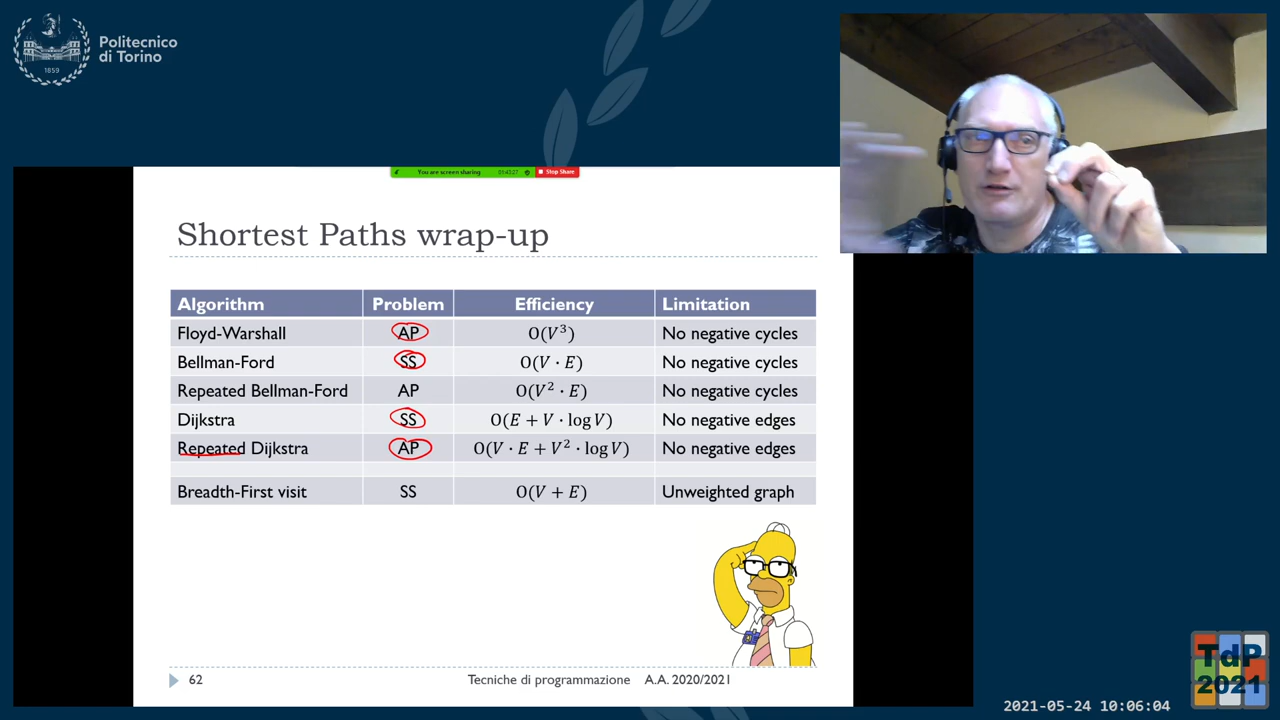 Politecnico
di Torino
1859
You are screen sharing 01:43:27 Stop Share
Shortest Paths wrap-up
Algorithm Problem Efficiency Limitation
Floyd-Warshall AP O(V³) No negative cycles
Bellman-Ford SS O(V · E) No negative cycles
Repeated Bellman-Ford AP O(V² · E) No negative cycles
Dijkstra SS O(E + V · log V) No negative edges
Repeated Dijkstra AP O(V · E + V² · log V) No negative edges
Breadth-First visit SS O(V + E) Unweighted graph
62 Tecniche di programmazione A.A. 2020/2021
TdP
2021
2021-05-24 10:06:04